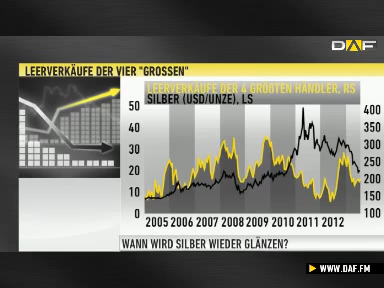 DAF
LEERVERKÄUFE DER VIER "GROSSEN"
LEERVERKÄUFE DER 4 GRÖßTEN HÄNDLER, RS
SILBER (USD/UNZE), LS
50
40
30
20
10
0
400
350
300
250
200
150
100
2005 2006 2007 2008 2009 2010 2011 2012
WANN WIRD SILBER WIEDER GLÄNZEN?
WWW.DAF.FM